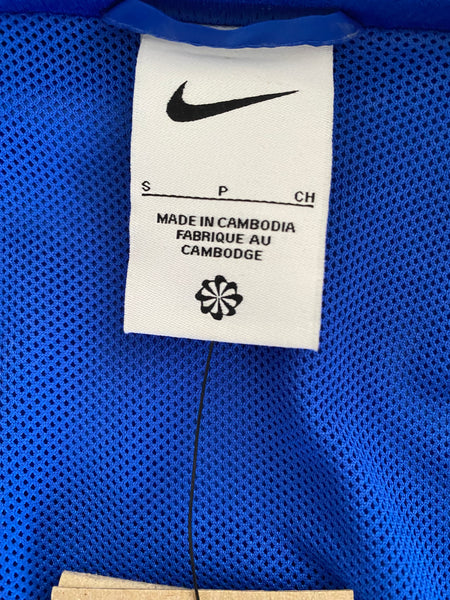 S P CH
MADE IN CAMBODIA
FABRIQUE AU
CAMBODGE